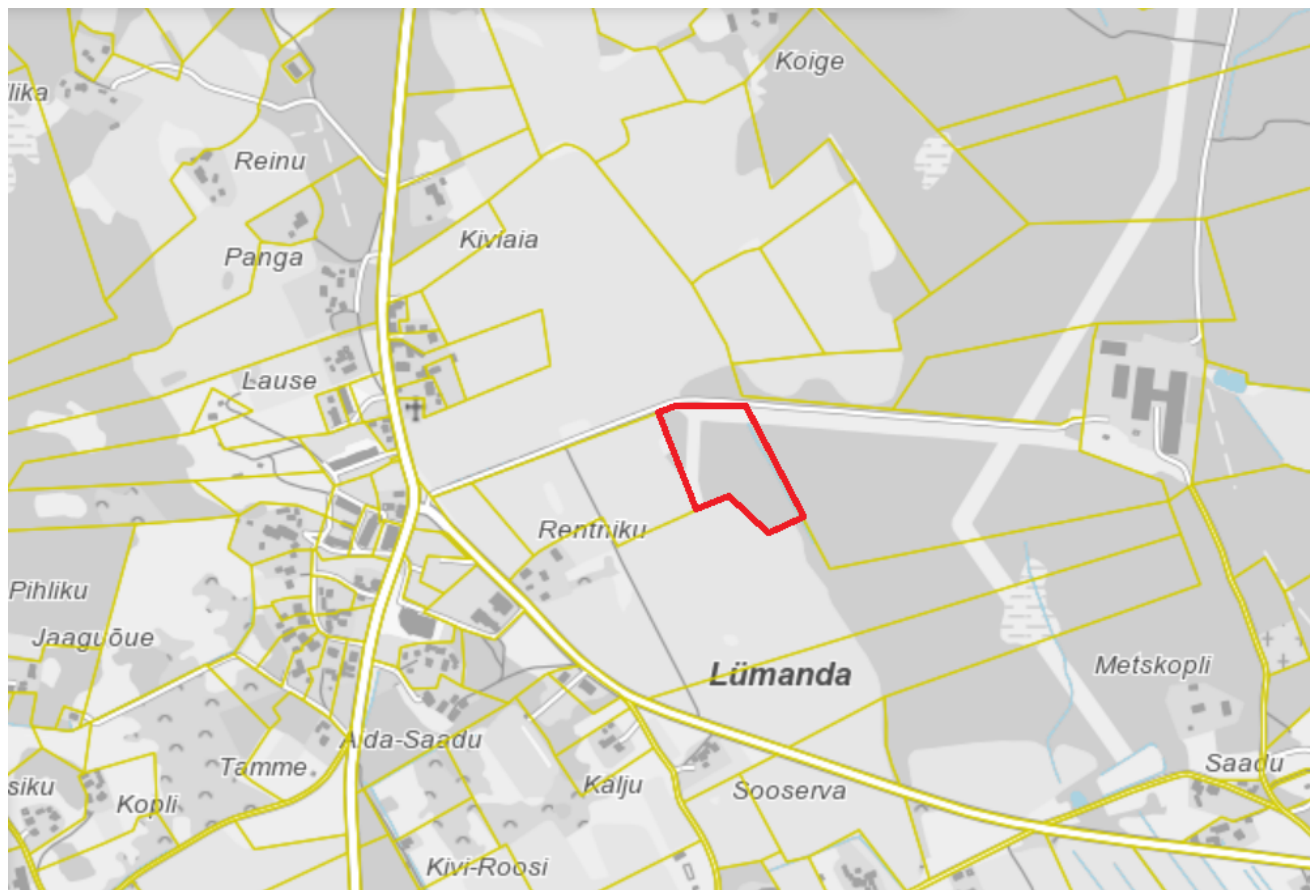 Koige
Reinu
Kiviaia
Panga
Lause
Rentniku
Pihliku
Jaaguõue
Lümanda
Metskopli
Aida-Saadu
Tamme
Saadu
Kopli
Kalju
Sooserva
Kivi-Roosi